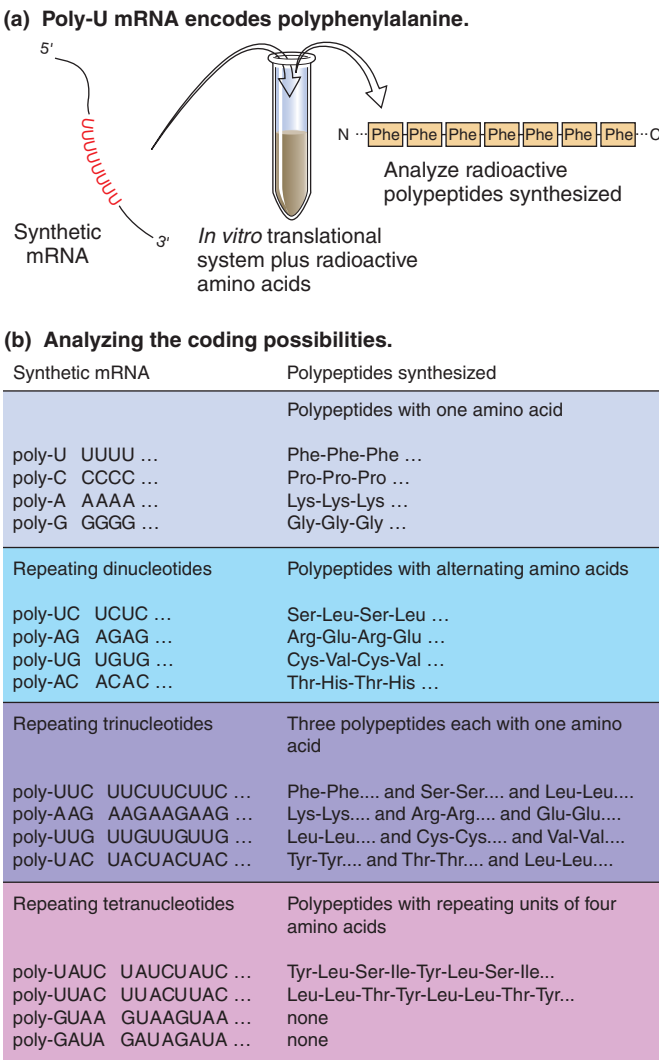 (a) Poly-U mRNA encodes polyphenylalanine.
5'
UUUUUUUU
3'
Synthetic
mRNA
In vitro translational
system plus radioactive
amino acids
N ... Phe Phe Phe Phe Phe Phe Phe ... C
Analyze radioactive
polypeptides synthesized
(b) Analyzing the coding possibilities.
Synthetic mRNA Polypeptides synthesized
Polypeptides with one amino acid
poly-U UUUU ... Phe-Phe-Phe ...
poly-C CCCC ... Pro-Pro-Pro ...
poly-A AAAA ... Lys-Lys-Lys ...
poly-G GGGG ... Gly-Gly-Gly ...
Repeating dinucleotides Polypeptides with alternating amino acids
poly-UC UCUC ... Ser-Leu-Ser-Leu ...
poly-AG AGAG ... Arg-Glu-Arg-Glu ...
poly-UG UGUG ... Cys-Val-Cys-Val ...
poly-AC ACAC ... Thr-His-Thr-His ...
Repeating trinucleotides Three polypeptides each with one amino
acid
poly-UUC UUCUUCUUC ... Phe-Phe.... and Ser-Ser.... and Leu-Leu....
poly-AAG AAGAAGAAG ... Lys-Lys.... and Arg-Arg.... and Glu-Glu....
poly-UUG UUGUUGUUG ... Leu-Leu.... and Cys-Cys.... and Val-Val....
poly-UAC UACUACUAC ... Tyr-Tyr.... and Thr-Thr.... and Leu-Leu....
Repeating tetranucleotides Polypeptides with repeating units of four
amino acids
poly-UAUC UAUCUAUC ... Tyr-Leu-Ser-Ile-Tyr-Leu-Ser-Ile...
poly-UUAC UUACUUAC ... Leu-Leu-Thr-Tyr-Leu-Leu-Thr-Tyr...
poly-GUAA GUAAGUAA ... none
poly-GAUA GAUAGAUA ... none